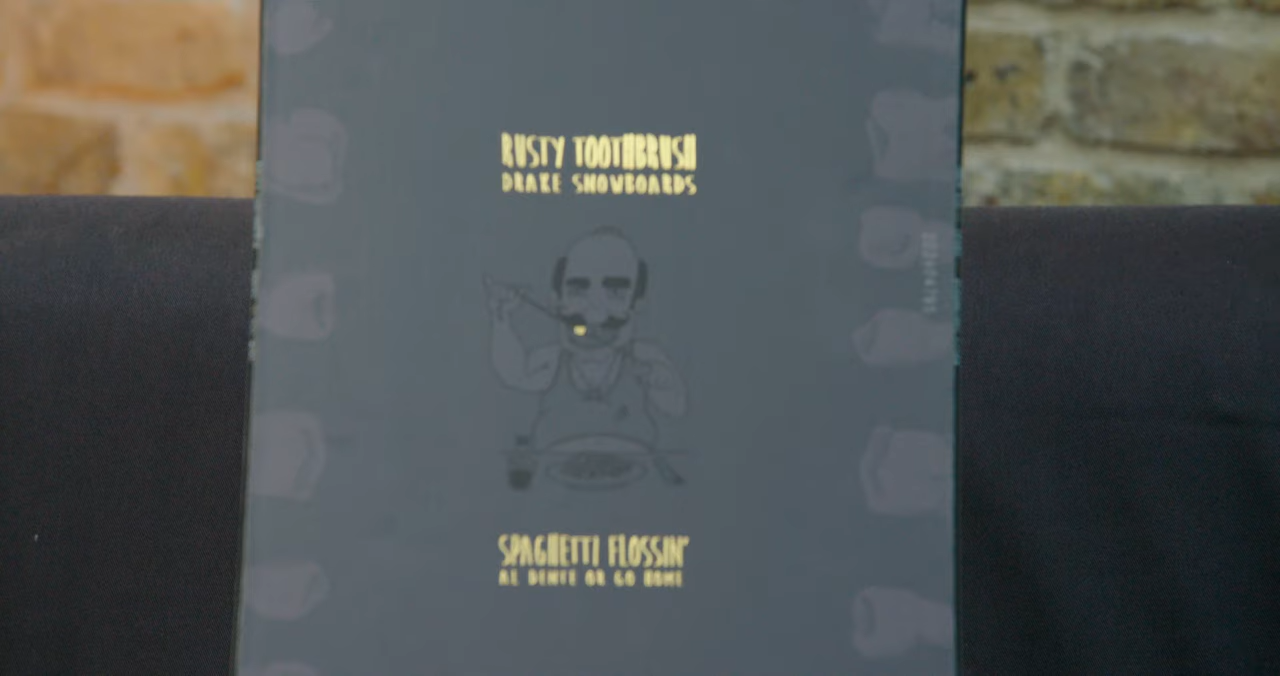 RUSTY TOOTHBRUSH
DRAKE SNOWBOARDS
SPAGHETTI FLOSSIN'
AL DENTE OR GO HOME